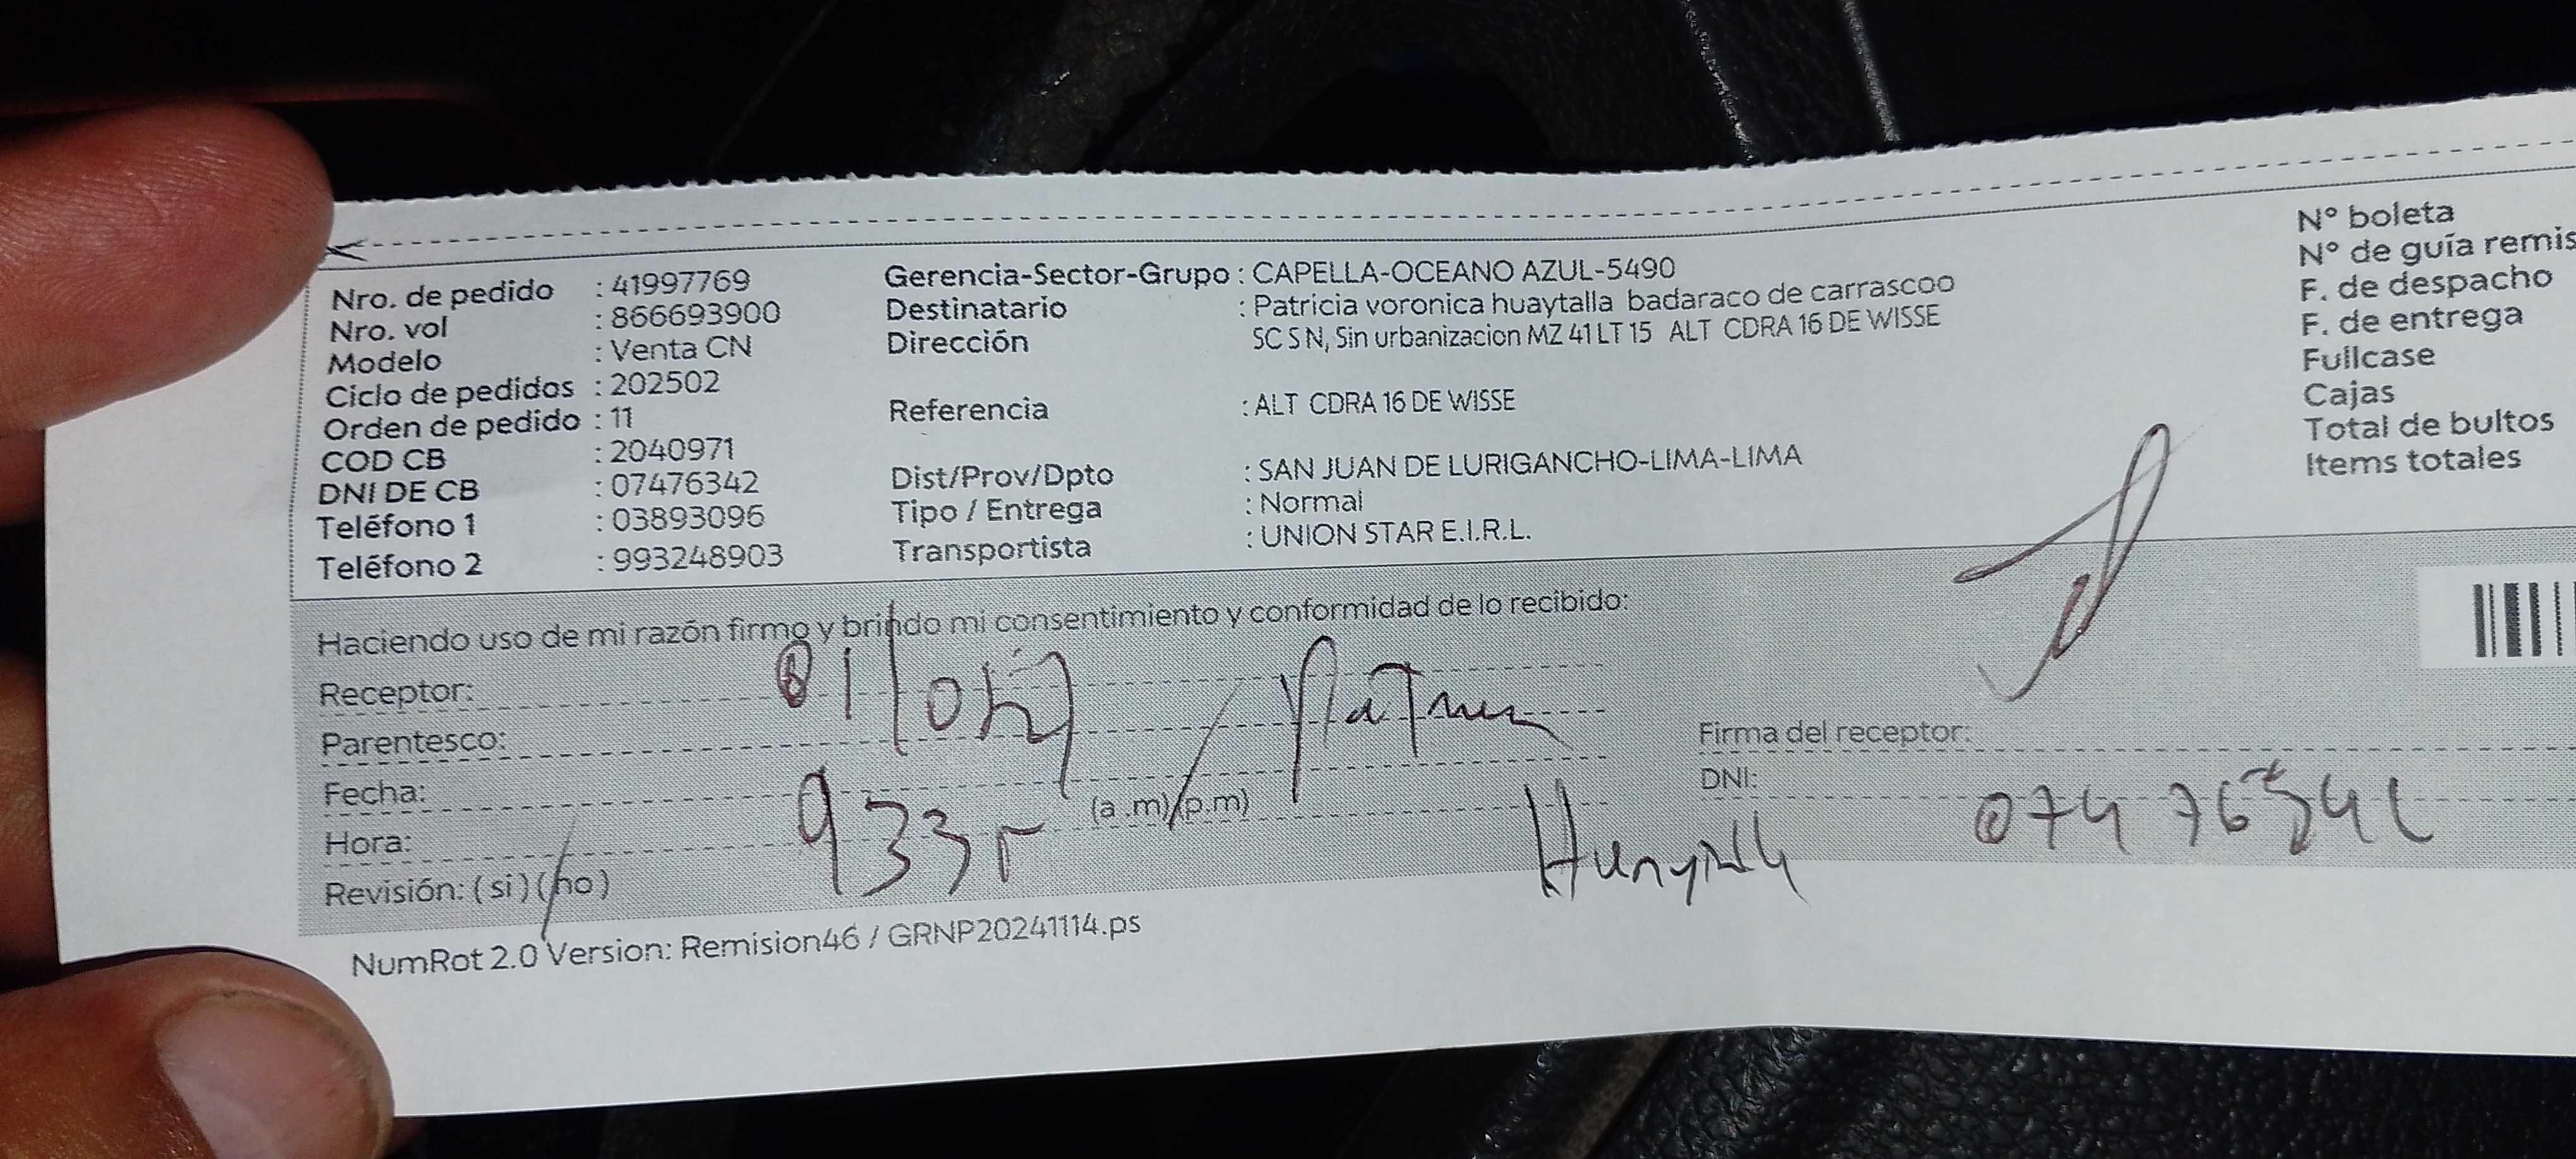 Nro. de pedido : 41997769
Nro. vol : 866693900
Modelo : Venta CN
Ciclo de pedidos : 202502
Orden de pedido : 11
COD CB : 2040971
DNI DE CB : 07476342
Teléfono 1 : 03893096
Teléfono 2 : 993248903
Gerencia-Sector-Grupo : CAPELLA-OCEANO AZUL-5490
Destinatario : Patricia voronica huaytalla badaraco de carrascoo
Dirección SC S N, Sin urbanizacion MZ 41 LT 15 ALT CDRA 16 DE WISSE
Referencia : ALT CDRA 16 DE WISSE
Dist/Prov/Dpto : SAN JUAN DE LURIGANCHO-LIMA-LIMA
Tipo / Entrega : Normal
Transportista : UNION STAR E.I.R.L.
N° boleta
N° de guía remis
F. de despacho
F. de entrega
Fullcase
Cajas
Total de bultos
Items totales
Haciendo uso de mi razón firmo y brindo mi consentimiento y conformidad de lo recibido:
Receptor:
Parentesco:
Fecha:
Hora: 933 (a.m)/(p.m)
Revisión: (si) (no)
Firma del receptor:
DNI: 07476342
NumRot 2.0 Version: Remision46 / GRNP20241114.ps